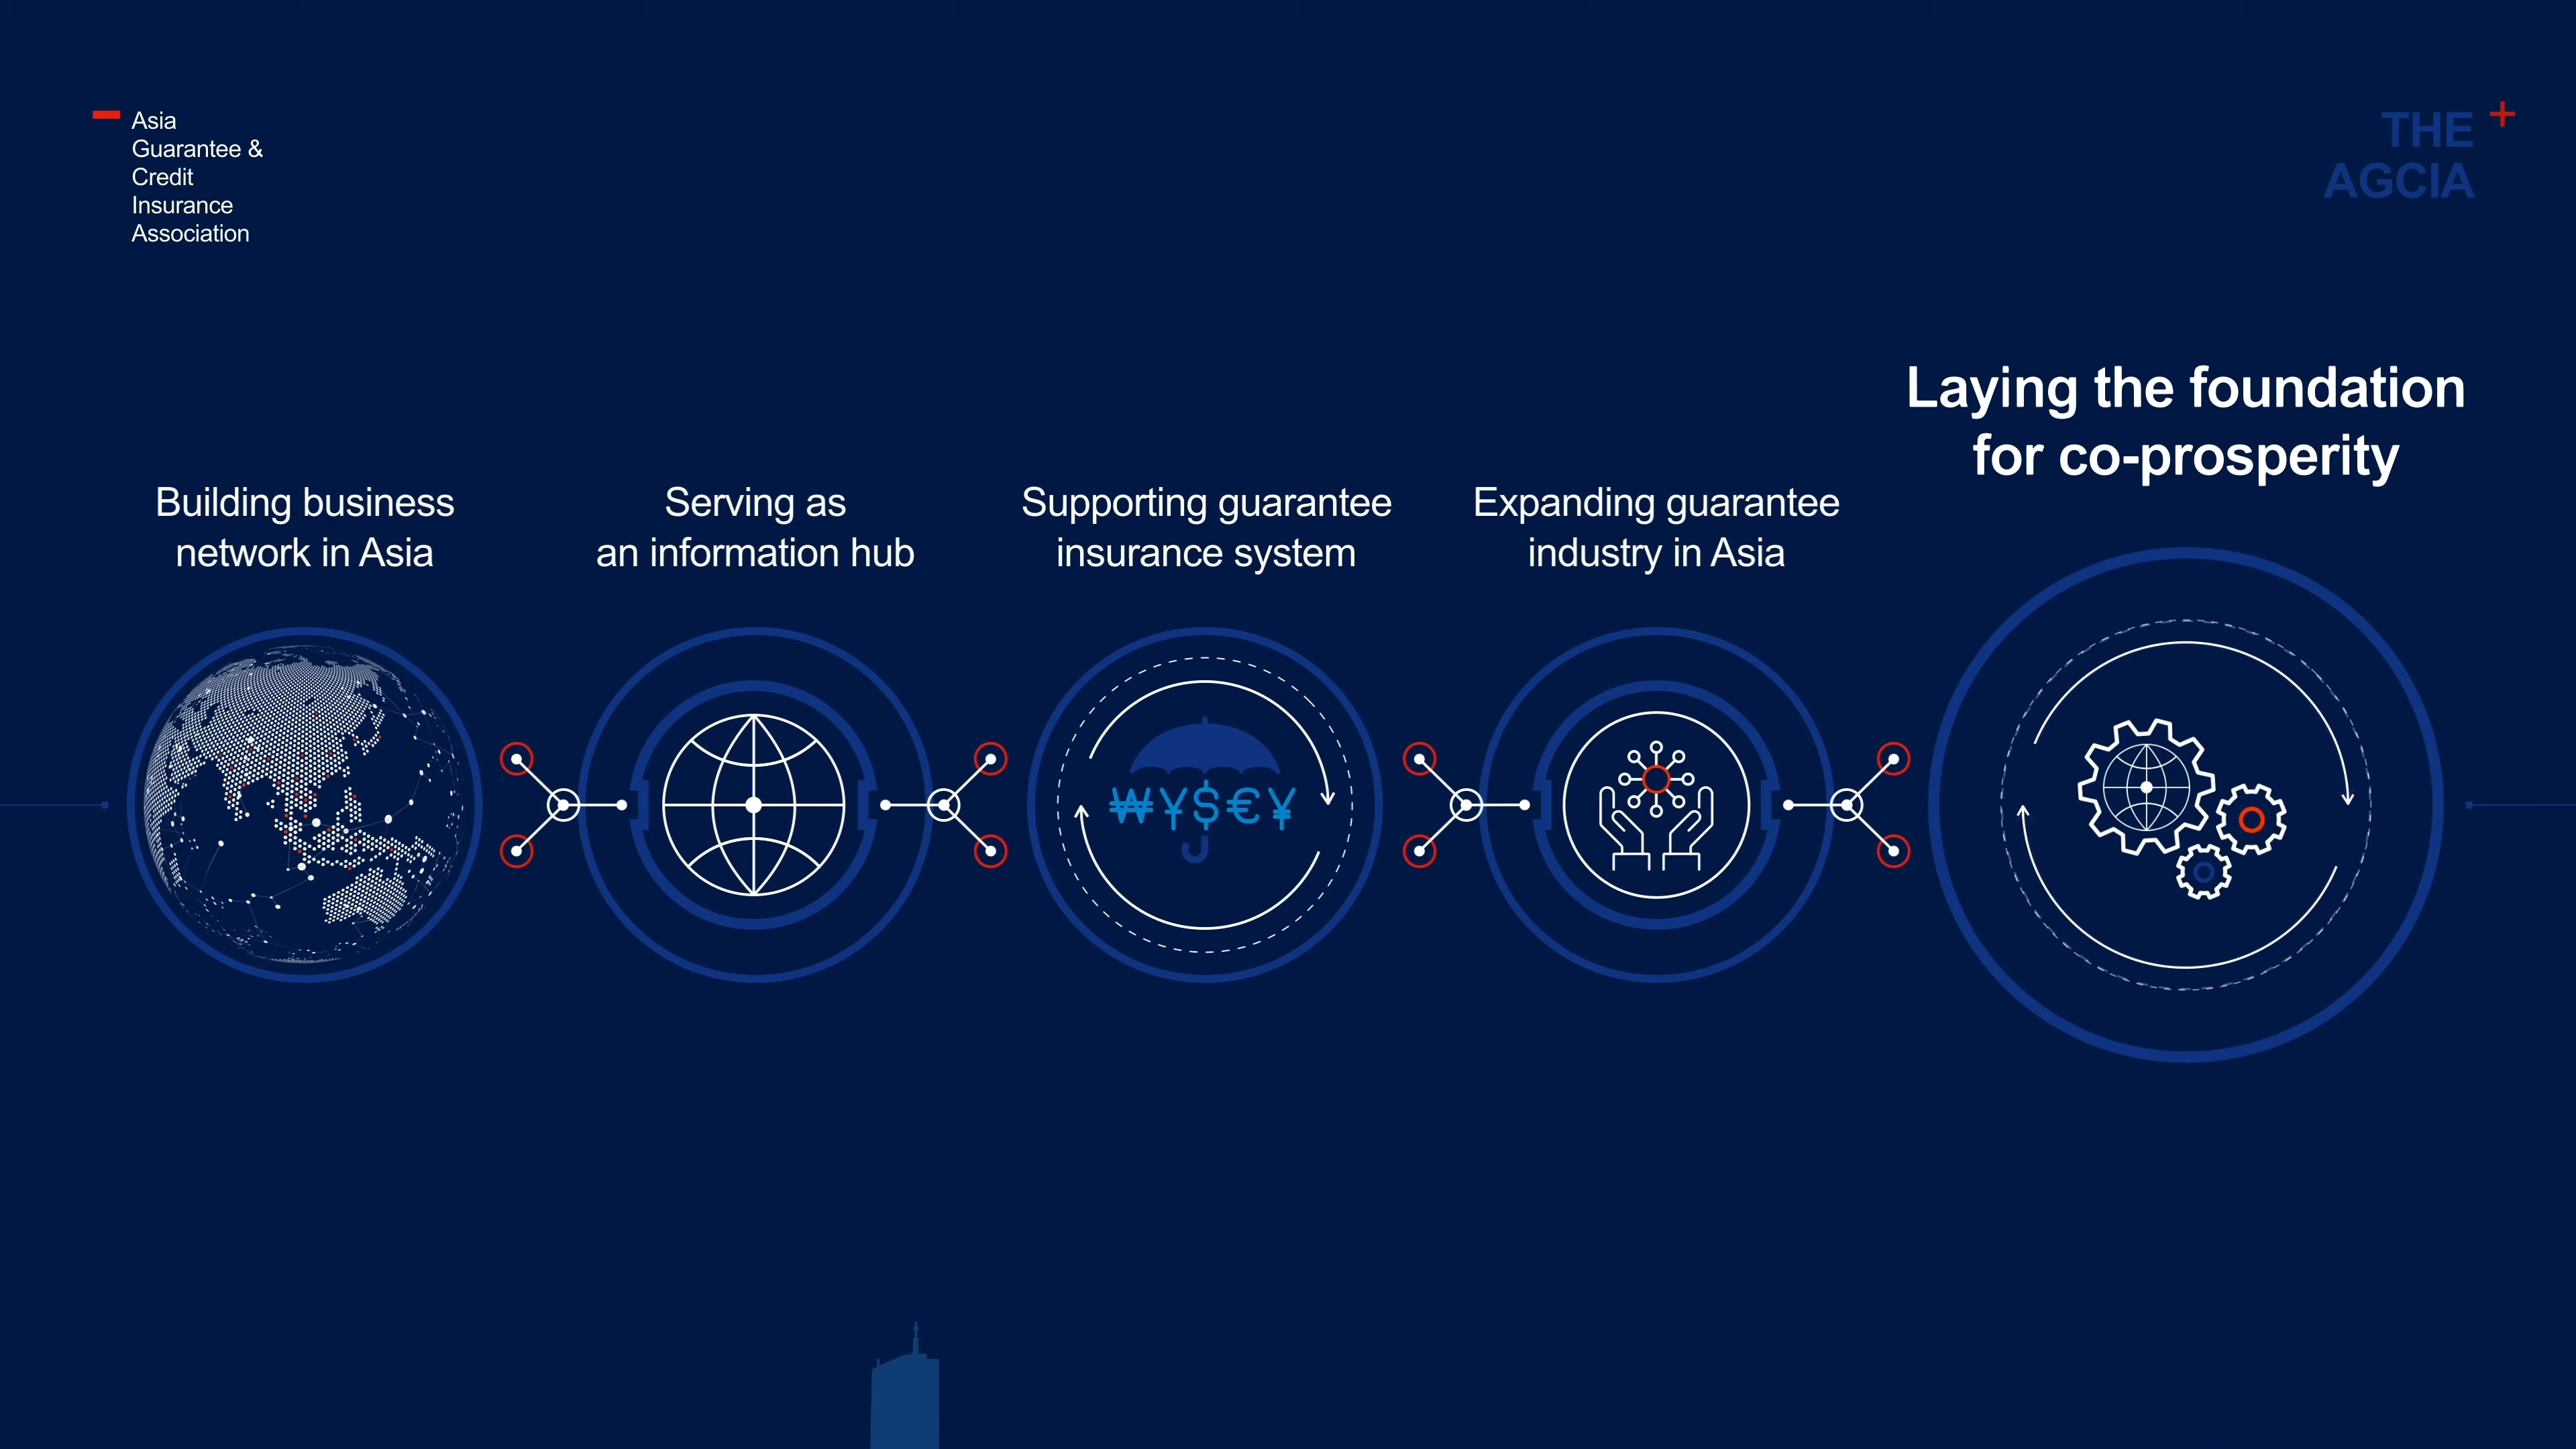 Asia
Guarantee &
Credit
Insurance
Association
THE
AGCIA
Building business
network in Asia
Serving as
an information hub
Supporting guarantee
insurance system
Expanding guarantee
industry in Asia
Laying the foundation
for co-prosperity
₩¥$€¥